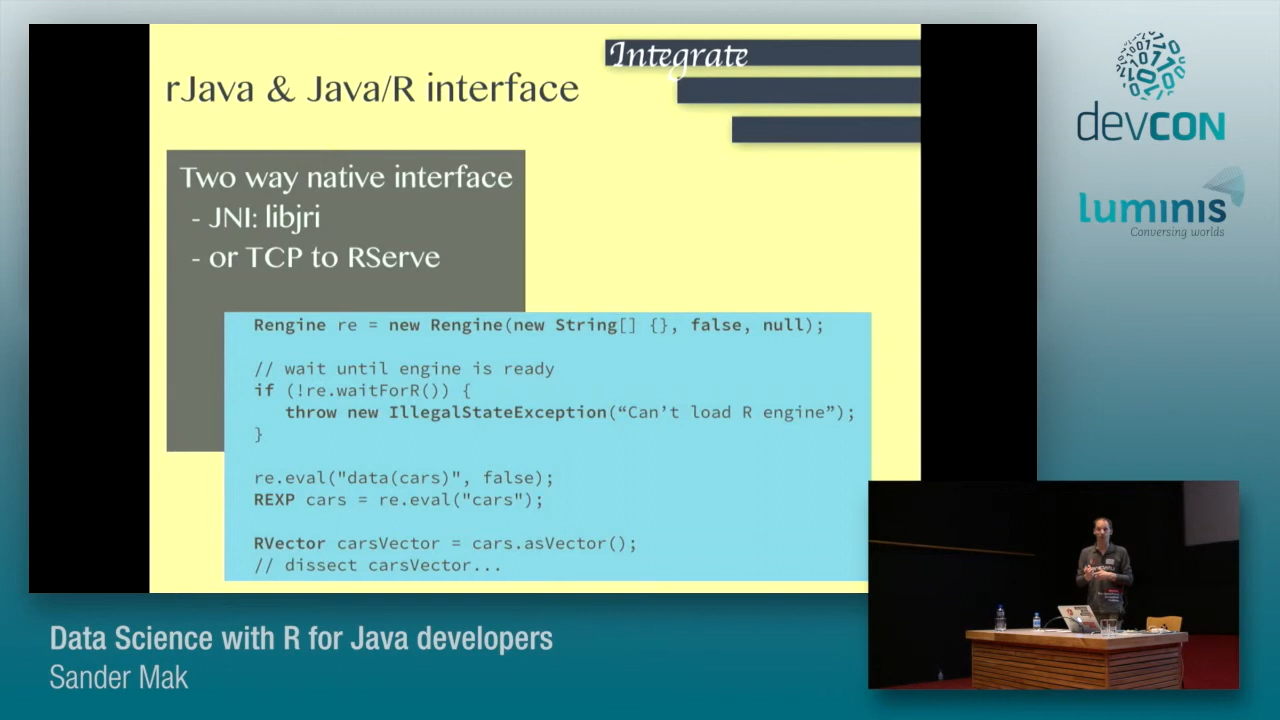 Integrate
rJava & Java/R interface
Two way native interface
- JNI: libjri
- or TCP to RServe
Rengine re = new Rengine(new String[] {}, false, null);
// wait until engine is ready
if (!re.waitForR()) {
throw new IllegalStateException(“Can’t load R engine”);
}
re.eval("data(cars)", false);
REXP cars = re.eval("cars");
RVector carsVector = cars.asVector();
// dissect carsVector...
devCON
luminis
Conversing worlds
Data Science with R for Java developers
Sander Mak